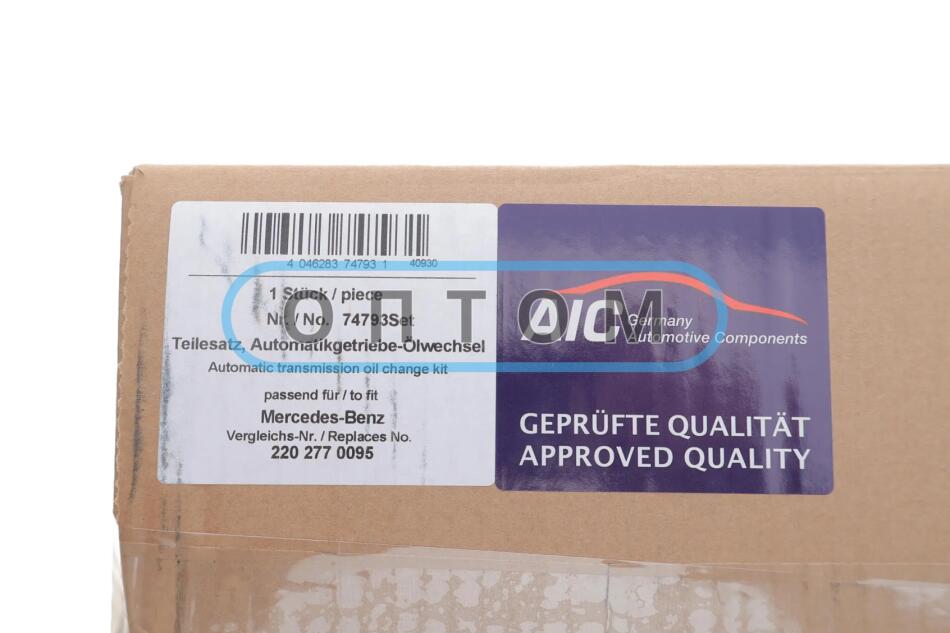 4 046283 74793 1 40930
1 Stück / piece
Nr. / No. 74793Set
Teilesatz, Automatikgetriebe-Ölwechsel
Automatic transmission oil change kit
passend für / to fit
Mercedes-Benz
Vergleichs-Nr. / Replaces No.
220 277 0095
AIC Germany
Automotive Components
GEPRÜFTE QUALITÄT
APPROVED QUALITY
ОПТОМ